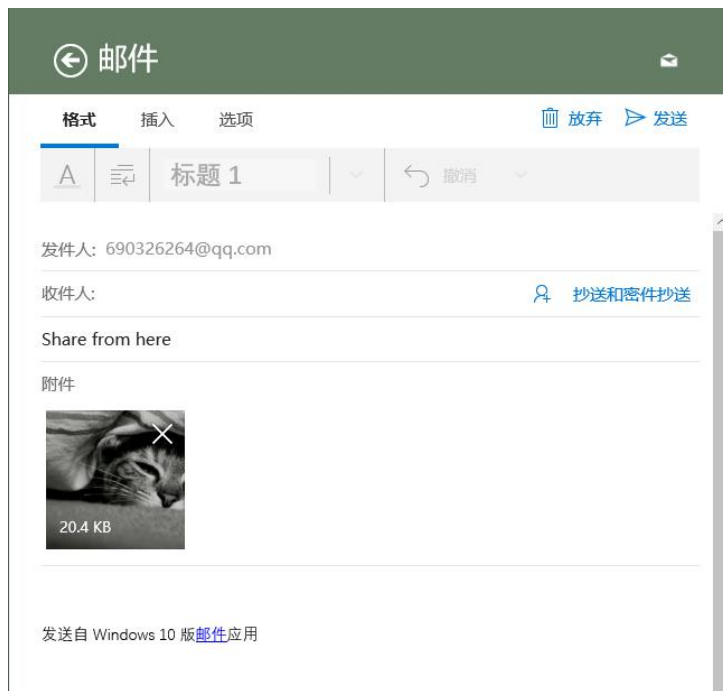 邮件
格式 插入 选项 放弃 发送
A 标题 1 撤消
发件人: 690326264@qq.com
收件人: 抄送和密件抄送
Share from here
附件
20.4 KB
发送自 Windows 10 版邮件应用